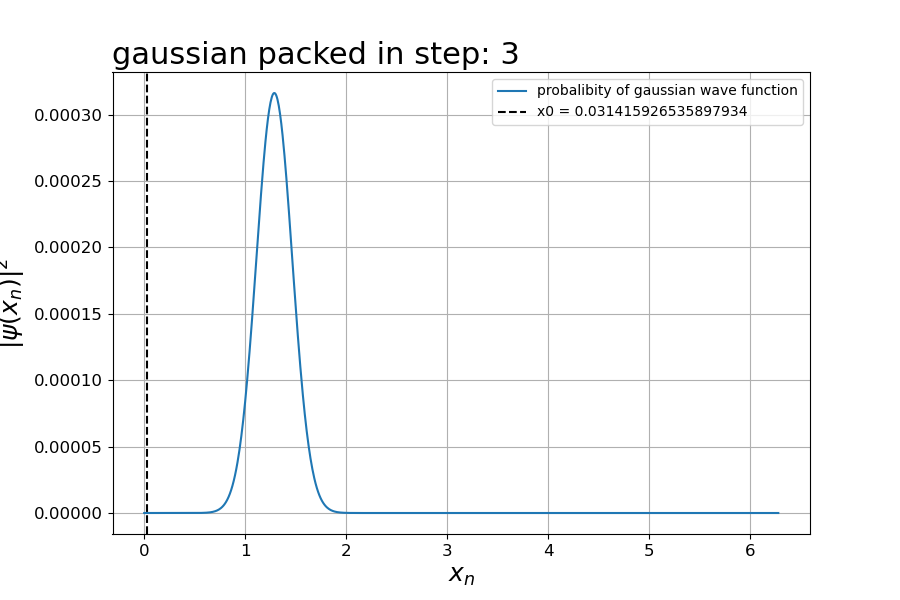 gaussian packed in step: 3
probalibity of gaussian wave function
x0 = 0.031415926535897934
0.00030
0.00025
0.00020
0.00015
0.00010
0.00005
0.00000
|ψ(xₙ)|²
0 1 2 3 4 5 6
xₙ